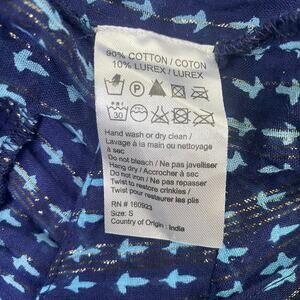 90% COTTON / COTON
10% LUREX / LUREX
P
30
Hand wash or dry clean /
Lavage à la main ou nettoyage
à sec
Do not bleach / Ne pas javelliser
Hang dry / Accrocher à sec
Do not iron / Ne pas repasser
Twist to restore crinkles /
Twist pour restaurer les plis
RN # 160923
Size: S
Country of Origin : India